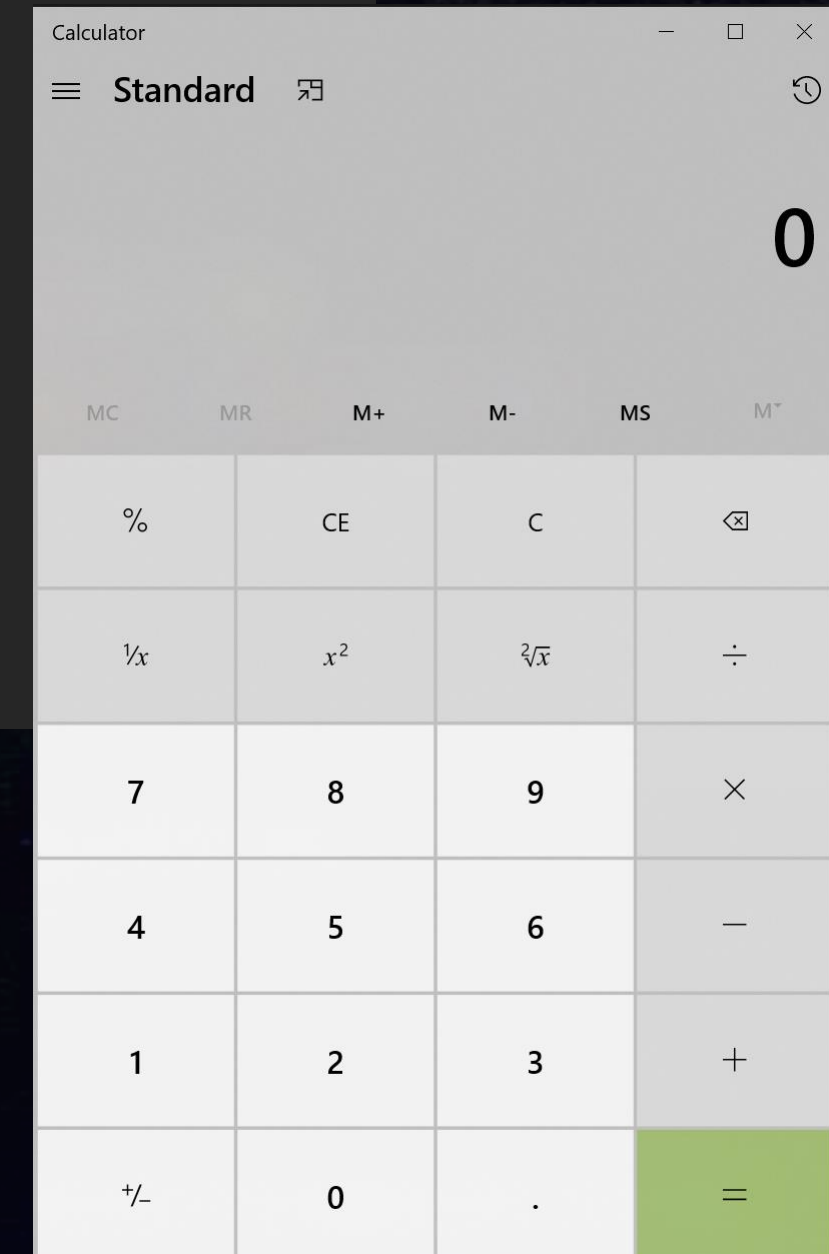 Calculator
Standard
0
MC MR M+ M- MS M
% CE C
¹/x x² ²√x ÷
7 8 9 ×
4 5 6 −
1 2 3 +
+/− 0 . =